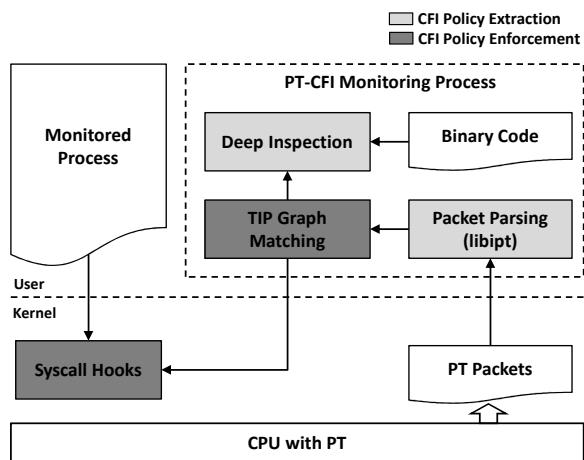 CFI Policy Extraction
CFI Policy Enforcement
PT-CFI Monitoring Process
Monitored
Process
Deep Inspection
Binary Code
TIP Graph
Matching
Packet Parsing
(libipt)
User
Kernel
Syscall Hooks
PT Packets
CPU with PT